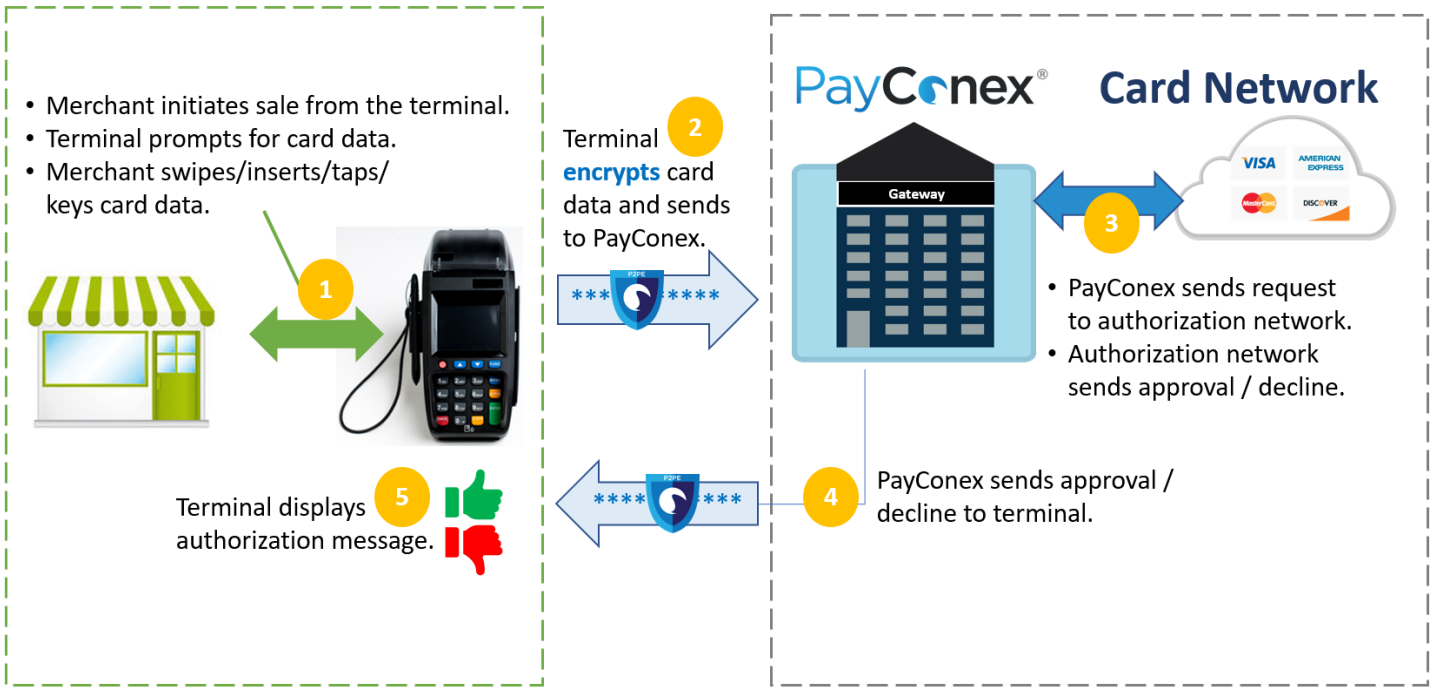 • Merchant initiates sale from the terminal.
• Terminal prompts for card data.
• Merchant swipes/inserts/taps/
keys card data.
1
2
Terminal
encrypts card
data and sends
to PayConex.
P2PE
*** *****
PayConex®
Gateway
Card Network
VISA
AMERICAN
EXPRESS
MasterCard
DISCOVER
3
• PayConex sends request
to authorization network.
• Authorization network
sends approval / decline.
4
PayConex sends approval /
decline to terminal.
P2PE
**** ***
5
Terminal displays
authorization message.